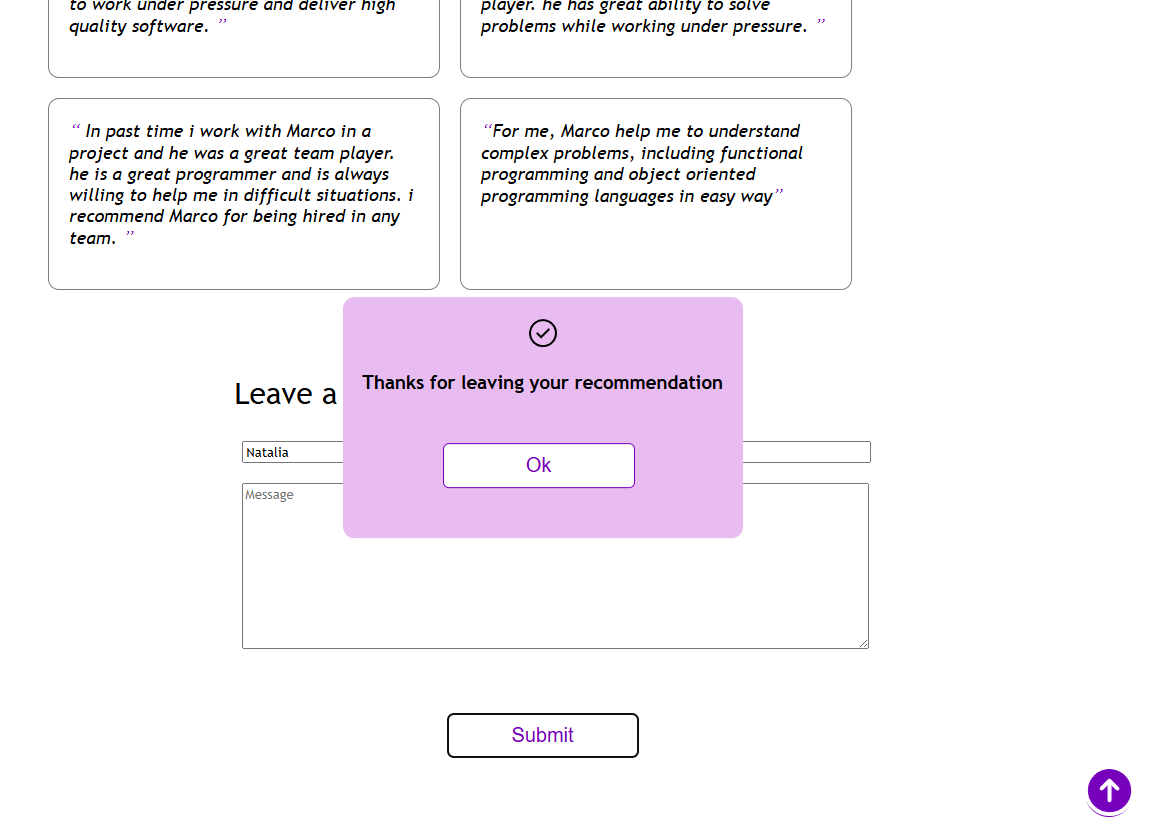 to work under pressure and deliver high
quality software. ”
player. he has great ability to solve
problems while working under pressure. ”
“ In past time i work with Marco in a
project and he was a great team player.
he is a great programmer and is always
willing to help me in difficult situations. i
recommend Marco for being hired in any
team. ”
“For me, Marco help me to understand
complex problems, including functional
programming and object oriented
programming languages in easy way”
Leave a
Thanks for leaving your recommendation
Ok
Natalia
Message
Submit